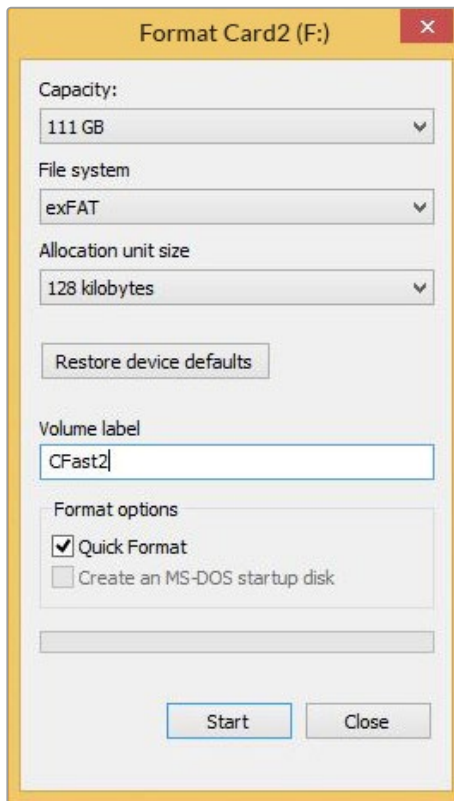 Format Card2 (F:)
Capacity:
111 GB
File system
exFAT
Allocation unit size
128 kilobytes
Restore device defaults
Volume label
CFast2
Format options
Quick Format
Create an MS-DOS startup disk
Start
Close